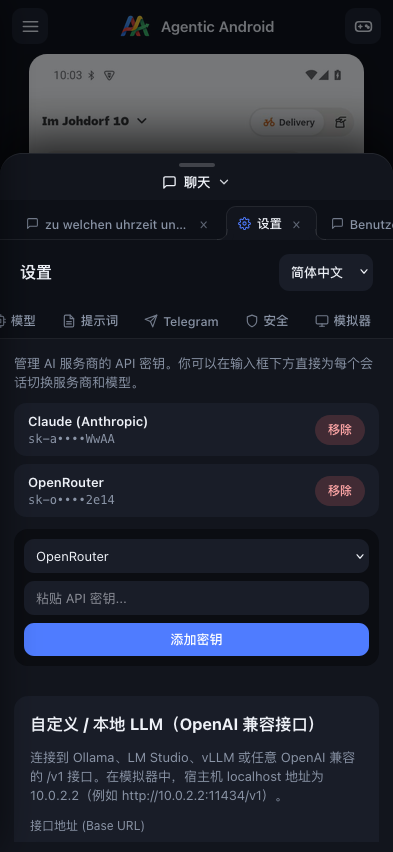 Agentic Android
10:03
Im Johdorf 10
Delivery
聊天
zu welchen uhrzeit un...
设置
Benutz
设置
简体中文
模型
提示词
Telegram
安全
模拟器
管理 AI 服务商的 API 密钥。你可以在输入框下方直接为每个会
话切换服务商和模型。
Claude (Anthropic)
sk-a••••WwAA
移除
OpenRouter
sk-o••••2e14
移除
OpenRouter
粘贴 API 密钥...
添加密钥
自定义 / 本地 LLM（OpenAI 兼容接口）
连接到 Ollama、LM Studio、vLLM 或任意 OpenAI 兼容
的 /v1 接口。在模拟器中，宿主机 localhost 地址为
10.0.2.2（例如 http://10.0.2.2:11434/v1）。
接口地址 (Base URL)